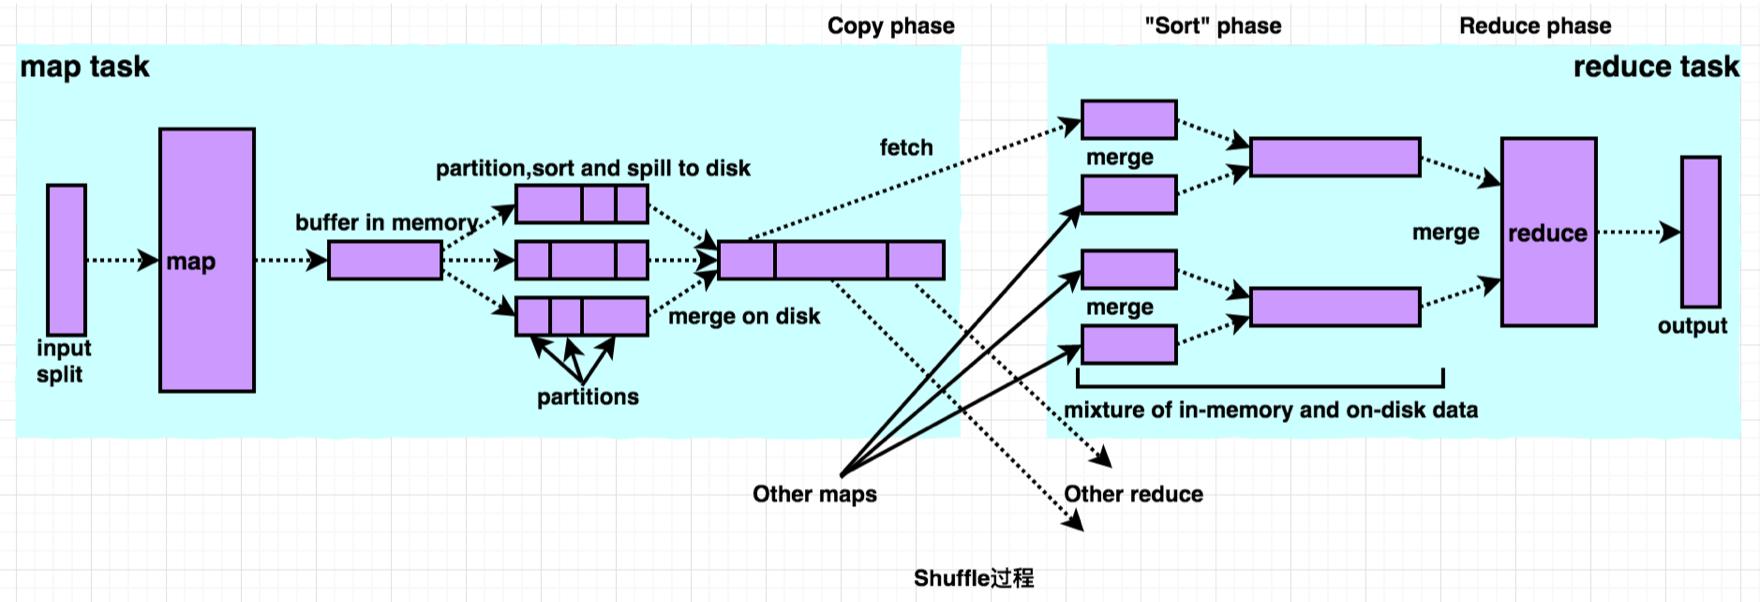 Copy phase
"Sort" phase
Reduce phase
map task
reduce task
fetch
merge
partition,sort and spill to disk
buffer in memory
map
merge
reduce
merge on disk
merge
output
input
split
partitions
mixture of in-memory and on-disk data
Other maps
Other reduce
Shuffle过程